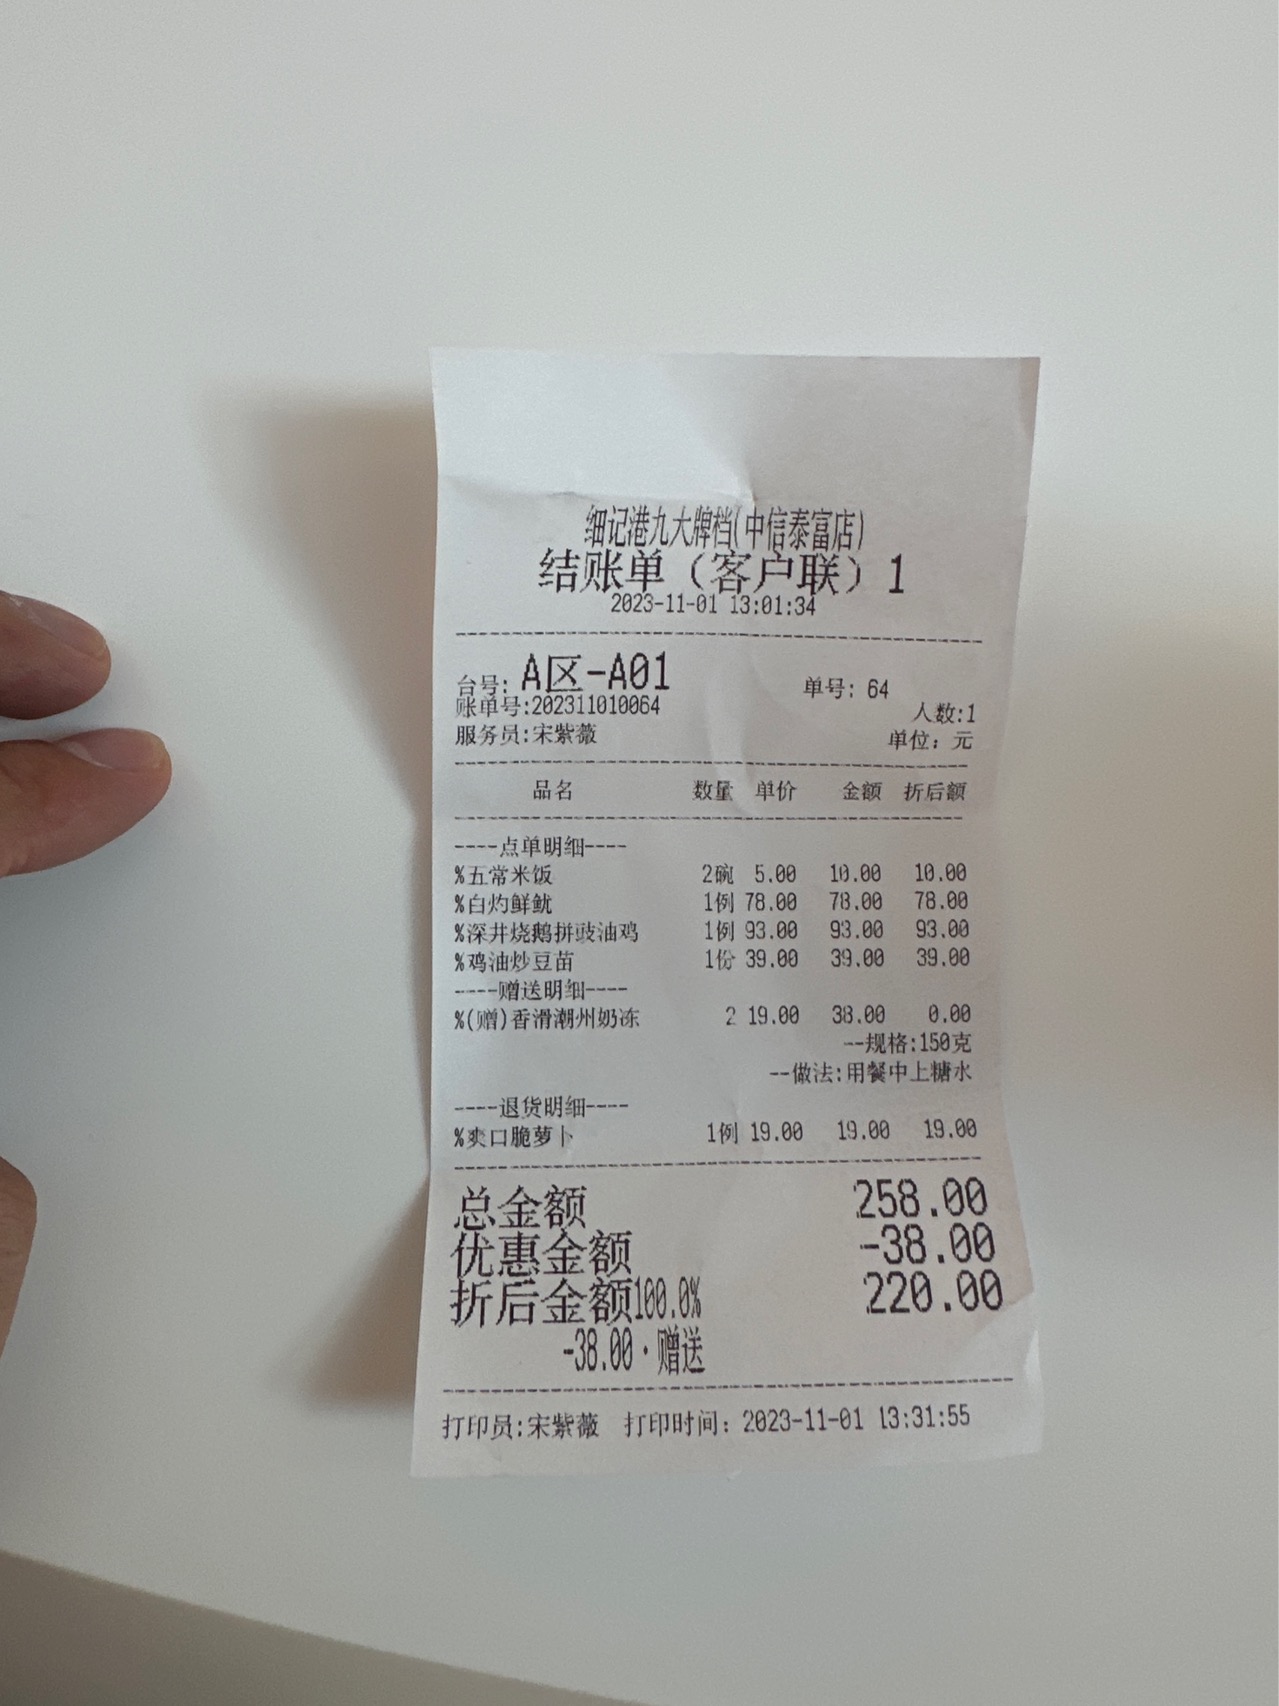 细记港九大牌档(中信泰富店)
结账单（客户联）1
2023-11-01 13:01:34
台号: A区-A01 单号: 64
账单号:202311010064 人数:1
服务员:宋紫薇 单位: 元
品名 数量 单价 金额 折后额
----点单明细----
%五常米饭 2碗 5.00 10.00 10.00
%白灼鲜鱿 1例 78.00 78.00 78.00
%深井烧鹅拼豉油鸡 1例 93.00 93.00 93.00
%鸡油炒豆苗 1份 39.00 39.00 39.00
----赠送明细----
%(赠)香滑潮州奶冻 2 19.00 38.00 0.00
--规格:150克
--做法:用餐中上糖水
----退货明细----
%爽口脆萝卜 1例 19.00 19.00 19.00
总金额 258.00
优惠金额 -38.00
折后金额100.0% 220.00
-38.00·赠送
打印员:宋紫薇 打印时间: 2023-11-01 13:31:55